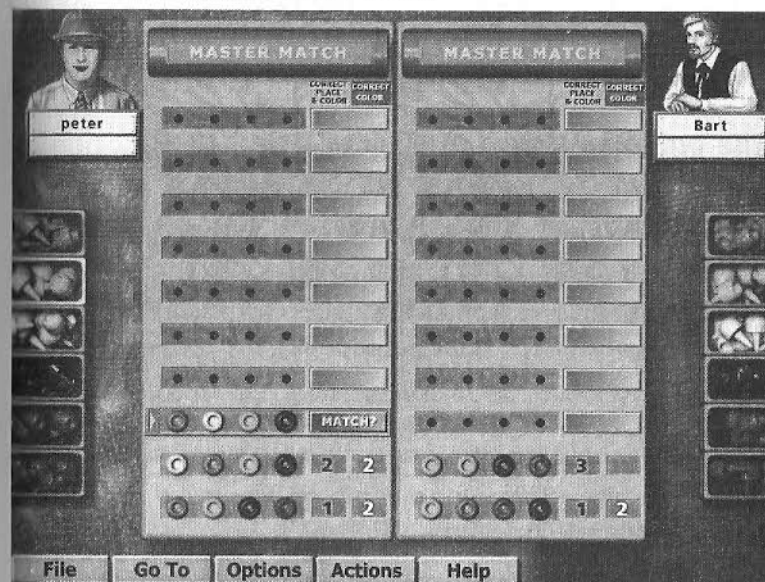 MASTER MATCH
CORRECT PLACE & COLOR
CORRECT COLOR
MASTER MATCH
CORRECT PLACE & COLOR
CORRECT COLOR
peter
Bart
MATCH?
2 2
3
1 2
1 2
File Go To Options Actions Help